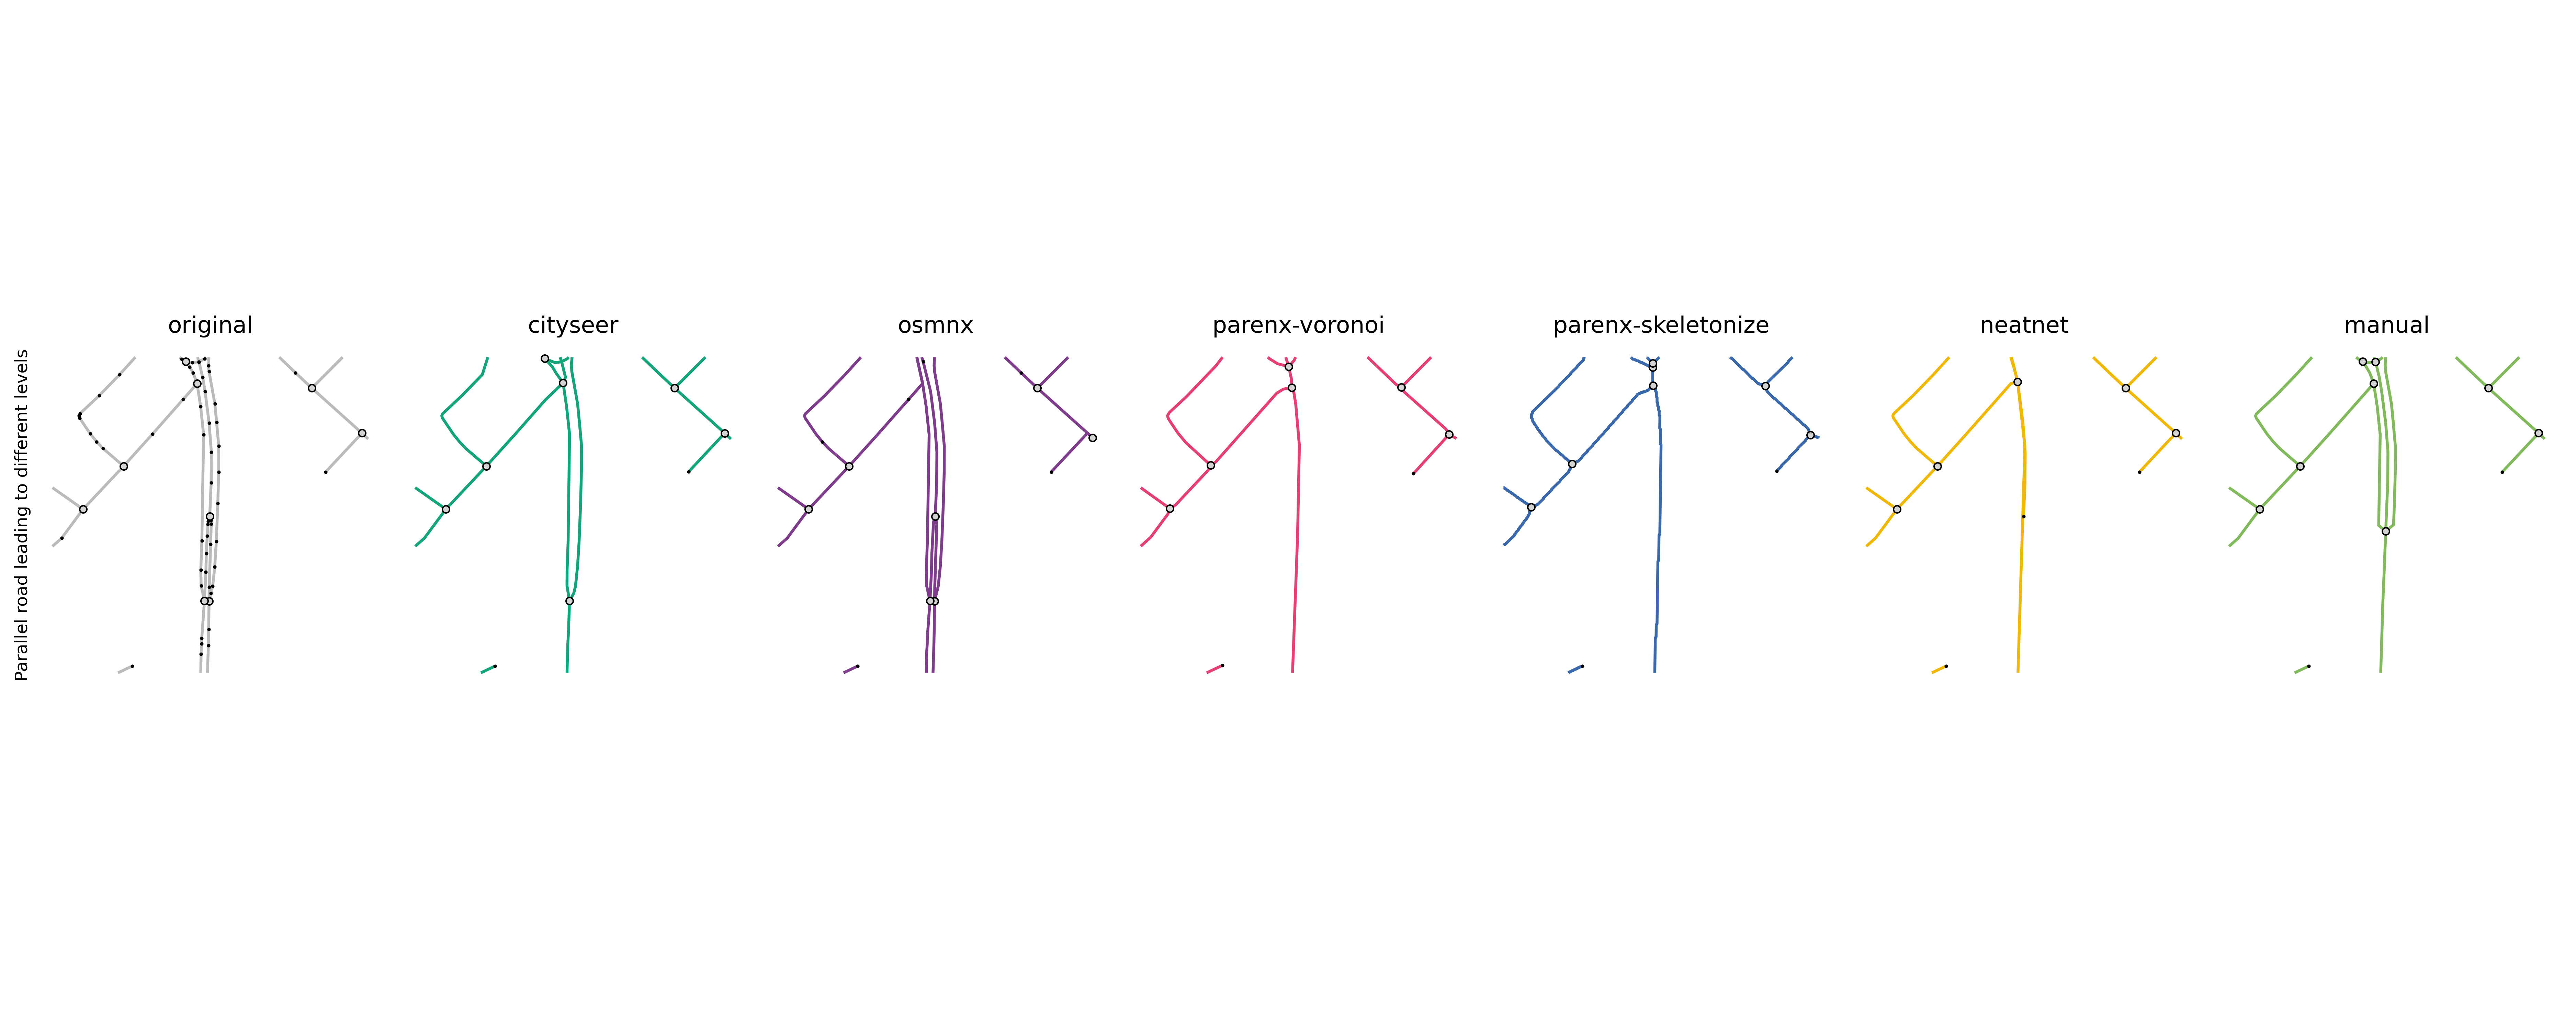 original
cityseer
osmnx
parenx-voronoi
parenx-skeletonize
neatnet
manual
Parallel road leading to different levels